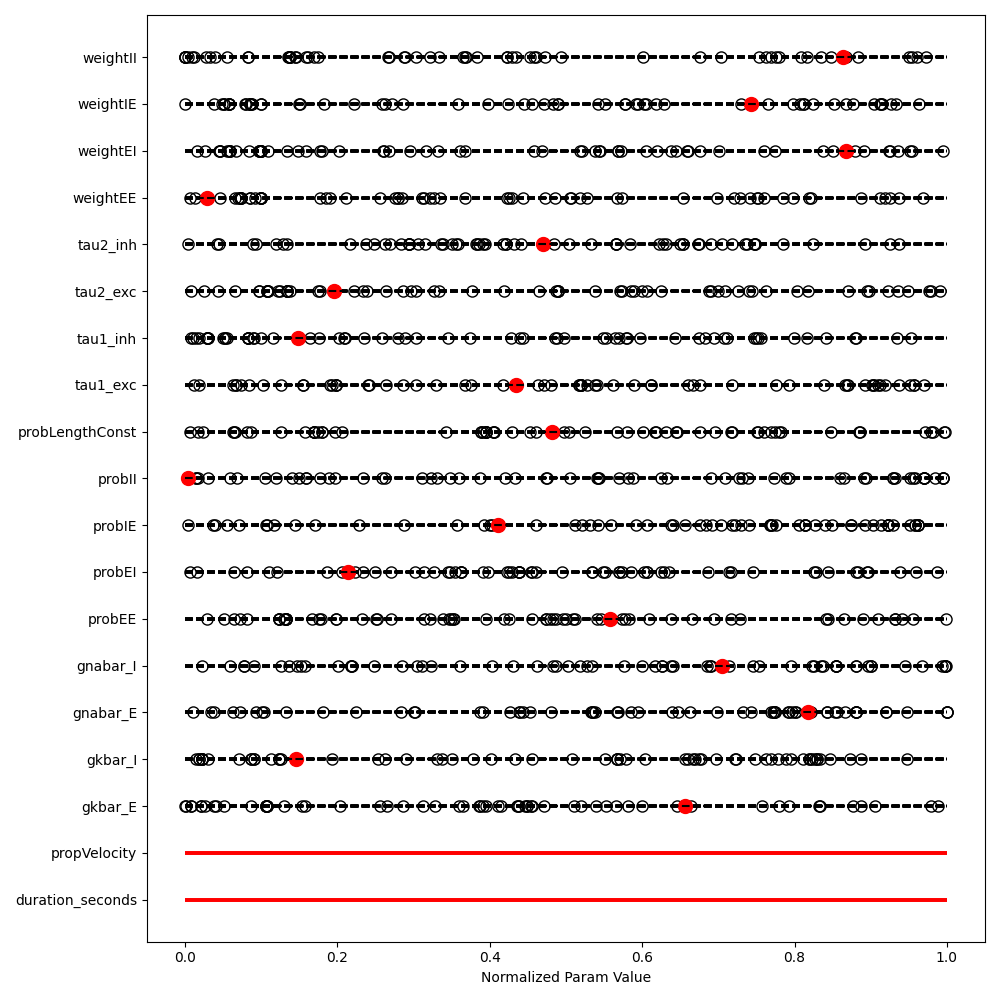 weightII
weightIE
weightEI
weightEE
tau2_inh
tau2_exc
tau1_inh
tau1_exc
probLengthConst
probII
probIE
probEI
probEE
gnabar_I
gnabar_E
gkbar_I
gkbar_E
propVelocity
duration_seconds
0.0 0.2 0.4 0.6 0.8 1.0
Normalized Param Value